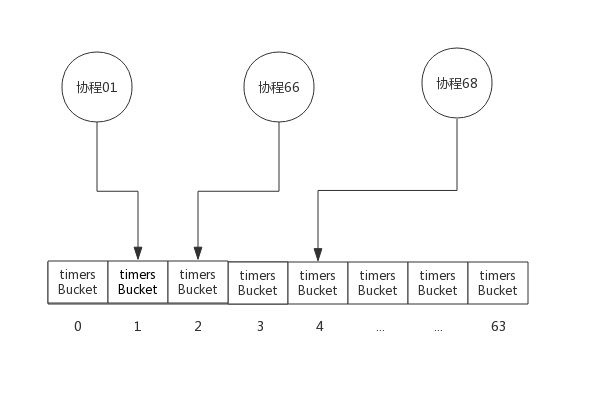 协程01
协程66
协程68
timers
Bucket
timers
Bucket
timers
Bucket
timers
Bucket
timers
Bucket
timers
Bucket
timers
Bucket
timers
Bucket
0
1
2
3
4
...
...
63